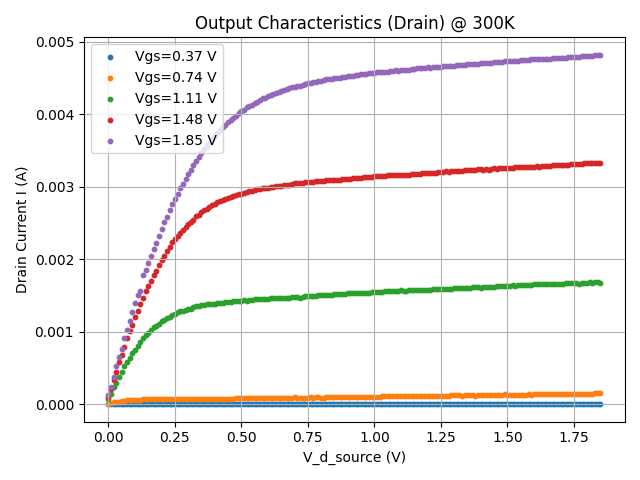 Output Characteristics (Drain) @ 300K
Drain Current I (A)
0.005
0.004
0.003
0.002
0.001
0.000
Vgs=0.37 V
Vgs=0.74 V
Vgs=1.11 V
Vgs=1.48 V
Vgs=1.85 V
0.00 0.25 0.50 0.75 1.00 1.25 1.50 1.75
V_d_source (V)